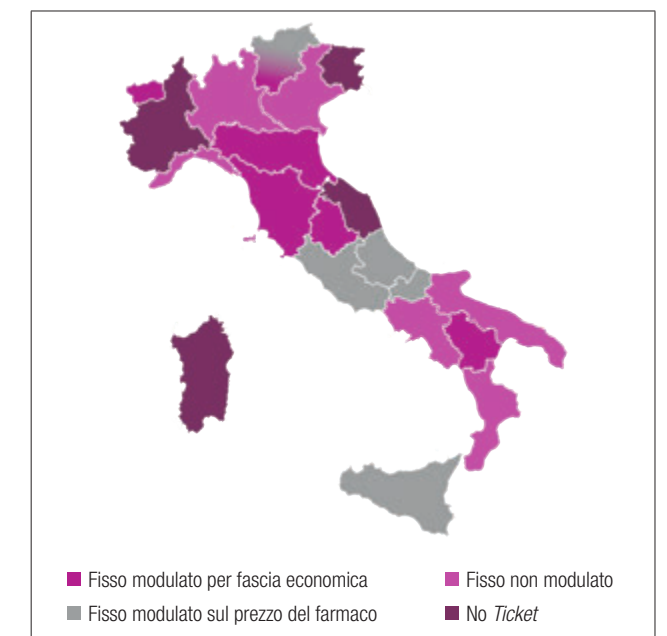 Fisso modulato per fascia economica
Fisso non modulato
Fisso modulato sul prezzo del farmaco
No Ticket